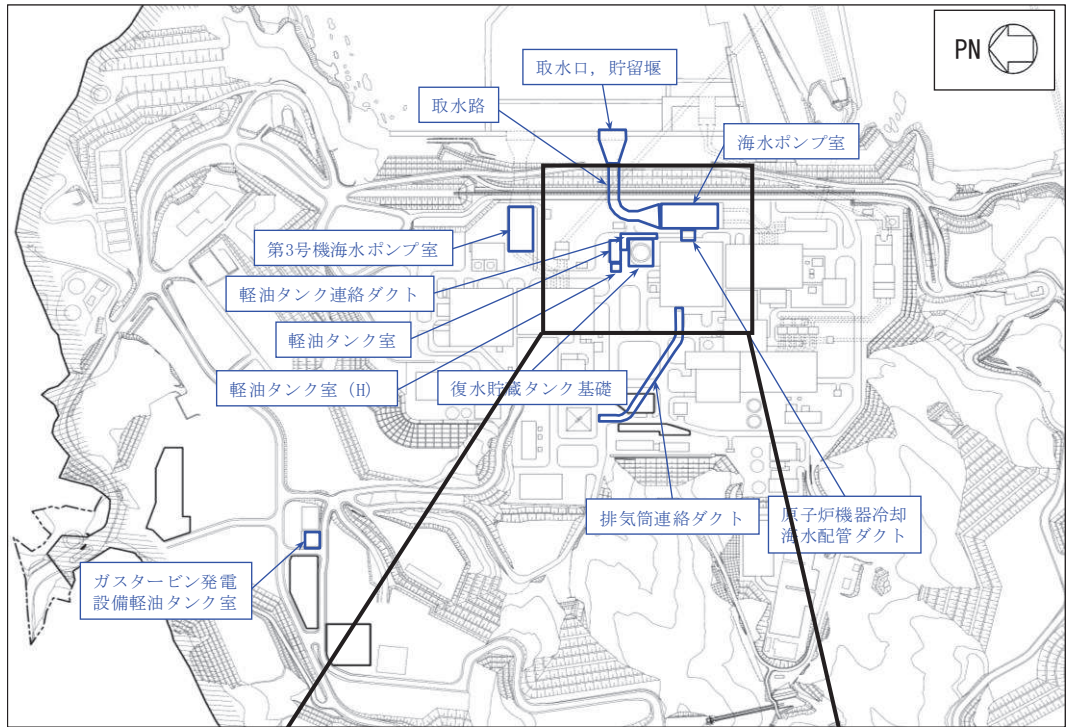 PN
取水口，貯留堰
取水路
海水ポンプ室
第3号機海水ポンプ室
軽油タンク連絡ダクト
軽油タンク室
軽油タンク室 (H)
復水貯蔵タンク基礎
排気筒連絡ダクト
原子炉機器冷却
海水配管ダクト
ガスタービン発電
設備軽油タンク室